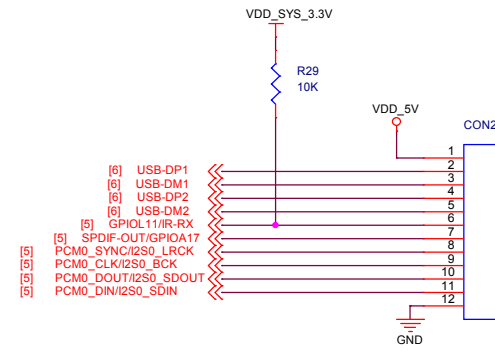 VDD_SYS_3.3V
R29
10K
VDD_5V
CON2
1
[6] USB-DP1 2
[6] USB-DM1 3
[6] USB-DP2 4
[6] USB-DM2 5
[5] GPIOL11/IR-RX 6
[5] SPDIF-OUT/GPIOA17 7
[5] PCM0_SYNC/I2S0_LRCK 8
[5] PCM0_CLK/I2S0_BCK 9
[5] PCM0_DOUT/I2S0_SDOUT 10
[5] PCM0_DIN/I2S0_SDIN 11
12
GND